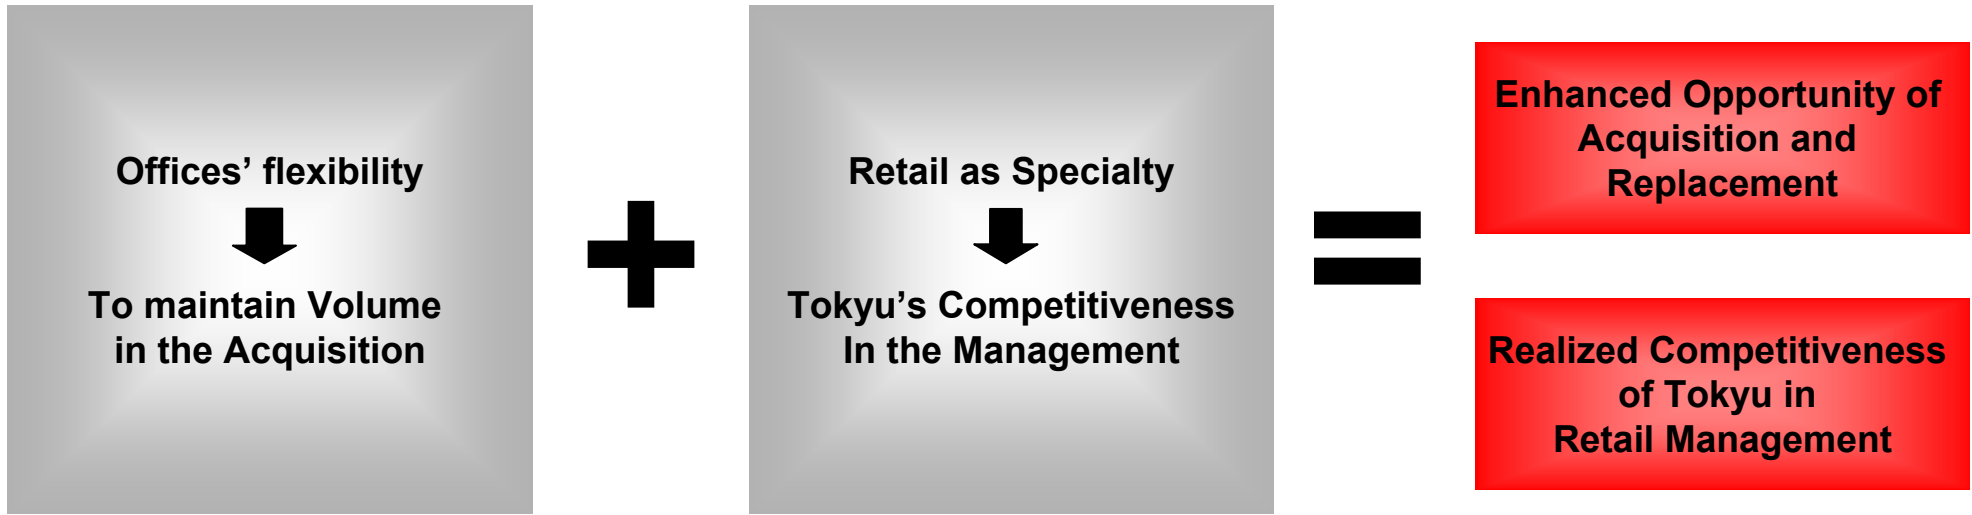 Offices’ flexibility
To maintain Volume
in the Acquisition
Retail as Specialty
Tokyu’s Competitiveness
In the Management
Enhanced Opportunity of
Acquisition and
Replacement
Realized Competitiveness
of Tokyu in
Retail Management